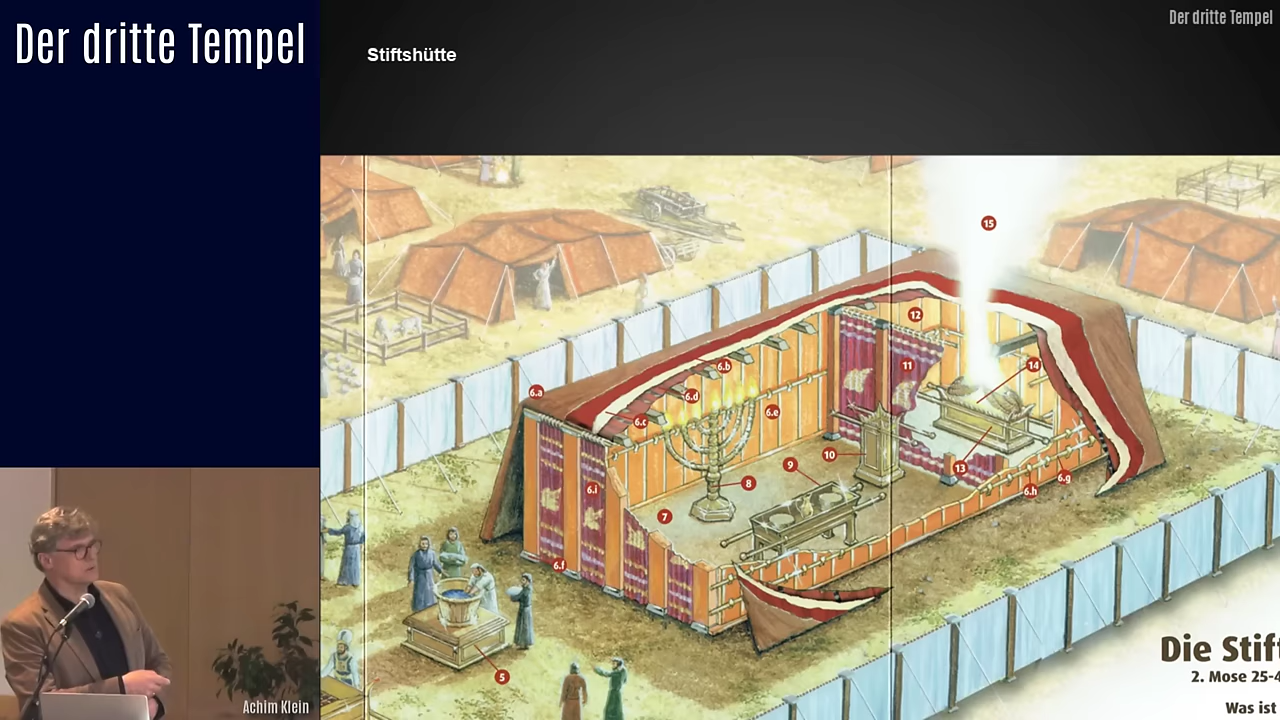 Der dritte Tempel
Der dritte Tempel
Stiftshütte
15
12
6.b
14
11
6.a
6.d
6.e
6.c
10
9
13
6.g
8
6.i
6.h
7
6.f
5
Die Stif
2. Mose 25-4
Was ist
Achim Klein